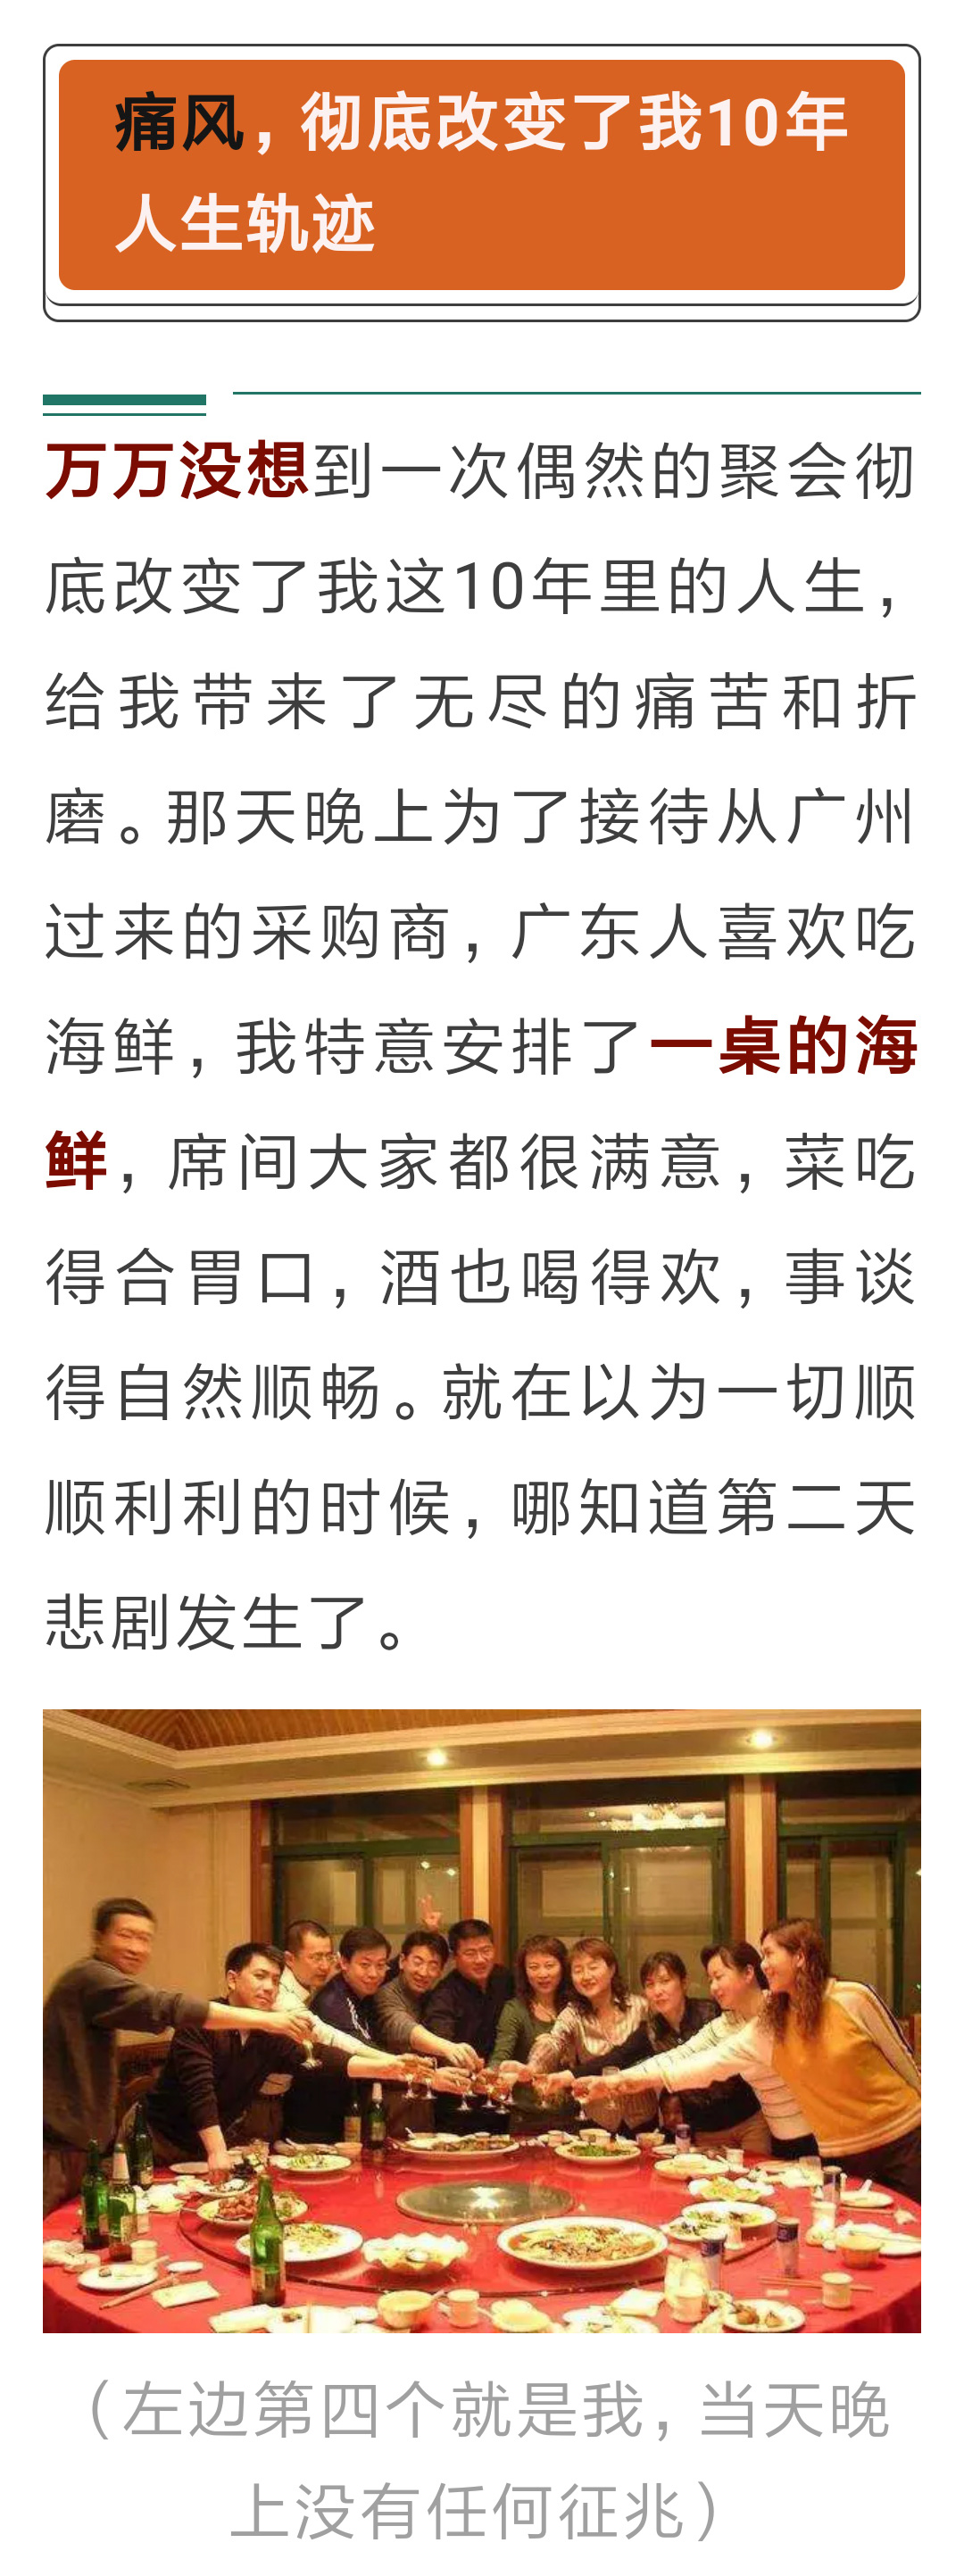 痛风，彻底改变了我10年
人生轨迹
万万没想到一次偶然的聚会彻
底改变了我这10年里的人生，
给我带来了无尽的痛苦和折
磨。那天晚上为了接待从广州
过来的采购商，广东人喜欢吃
海鲜，我特意安排了一桌的海
鲜，席间大家都很满意，菜吃
得合胃口，酒也喝得欢，事谈
得自然顺畅。就在以为一切顺
顺利利的时候，哪知道第二天
悲剧发生了。
（左边第四个就是我，当天晚
上没有任何征兆）